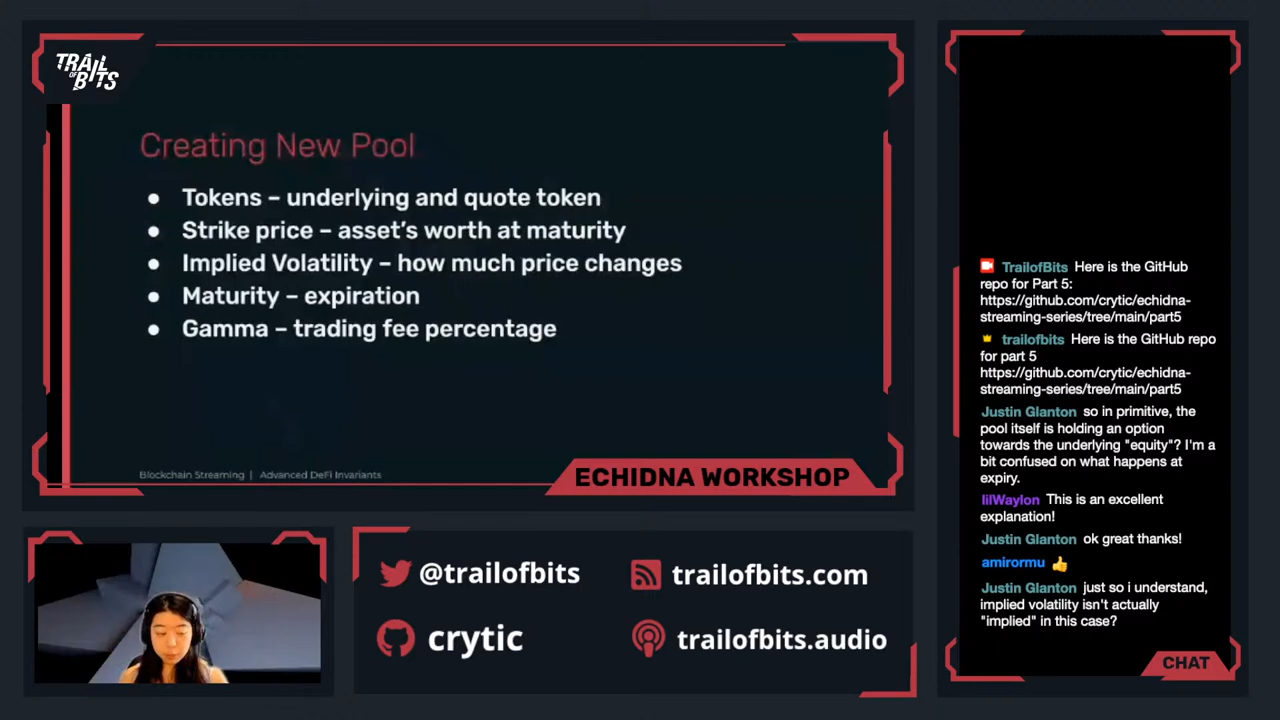 TRAIL
OF
BITS
Creating New Pool
● Tokens – underlying and quote token
● Strike price – asset's worth at maturity
● Implied Volatility – how much price changes
● Maturity – expiration
● Gamma – trading fee percentage
Blockchain Streaming | Advanced DeFi Invariants
ECHIDNA WORKSHOP
@trailofbits
trailofbits.com
crytic
trailofbits.audio
TrailofBits Here is the GitHub
repo for Part 5:
https://github.com/crytic/echidna-
streaming-series/tree/main/part5
trailofbits Here is the GitHub repo
for part 5
https://github.com/crytic/echidna-
streaming-series/tree/main/part5
Justin Glanton so in primitive, the
pool itself is holding an option
towards the underlying "equity"? I'm a
bit confused on what happens at
expiry.
lilWaylon This is an excellent
explanation!
Justin Glanton ok great thanks!
amirormu 👍
Justin Glanton just so i understand,
implied volatility isn't actually
"implied" in this case?
CHAT